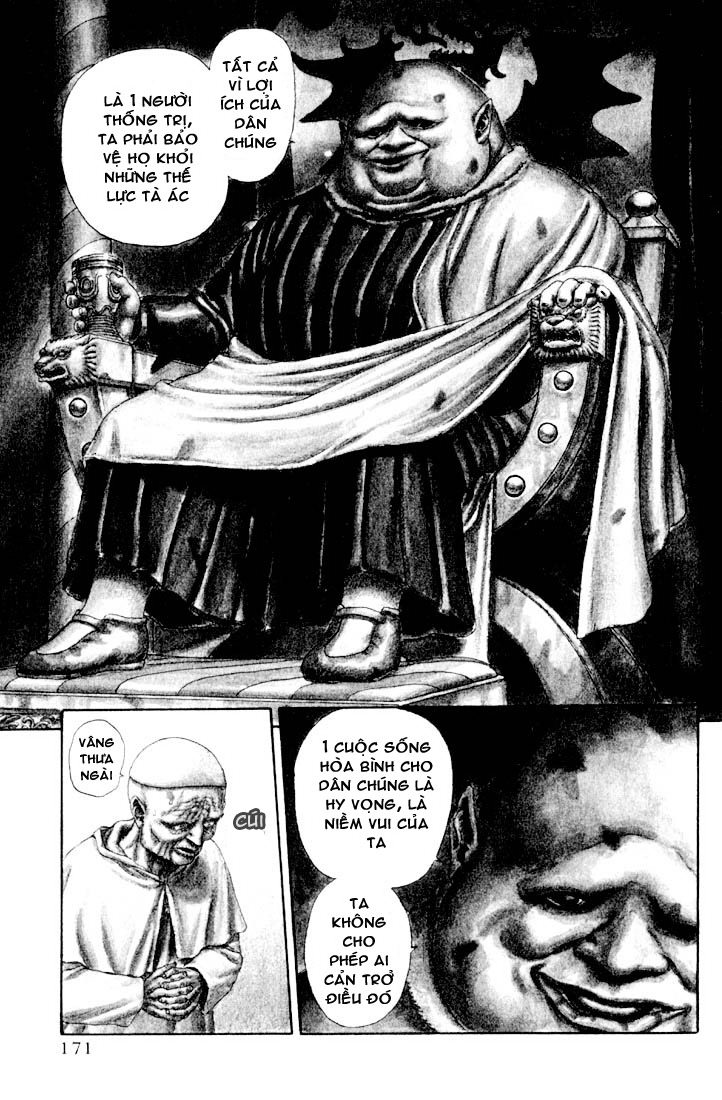 TẤT CẢ
VÌ LỢI
ÍCH CỦA
DÂN
CHÚNG
LÀ 1 NGƯỜI
THỐNG TRỊ,
TA PHẢI BẢO
VỆ HỌ KHỎI
NHỮNG THẾ
LỰC TÀ ÁC
1 CUỘC SỐNG
HÒA BÌNH CHO
DÂN CHÚNG LÀ
HY VỌNG, LÀ
NIỀM VUI CỦA
TA
TA
KHÔNG
CHO
PHÉP AI
CẢN TRỞ
ĐIỀU ĐÓ
VÂNG
THƯA
NGÀI
CÚI
171